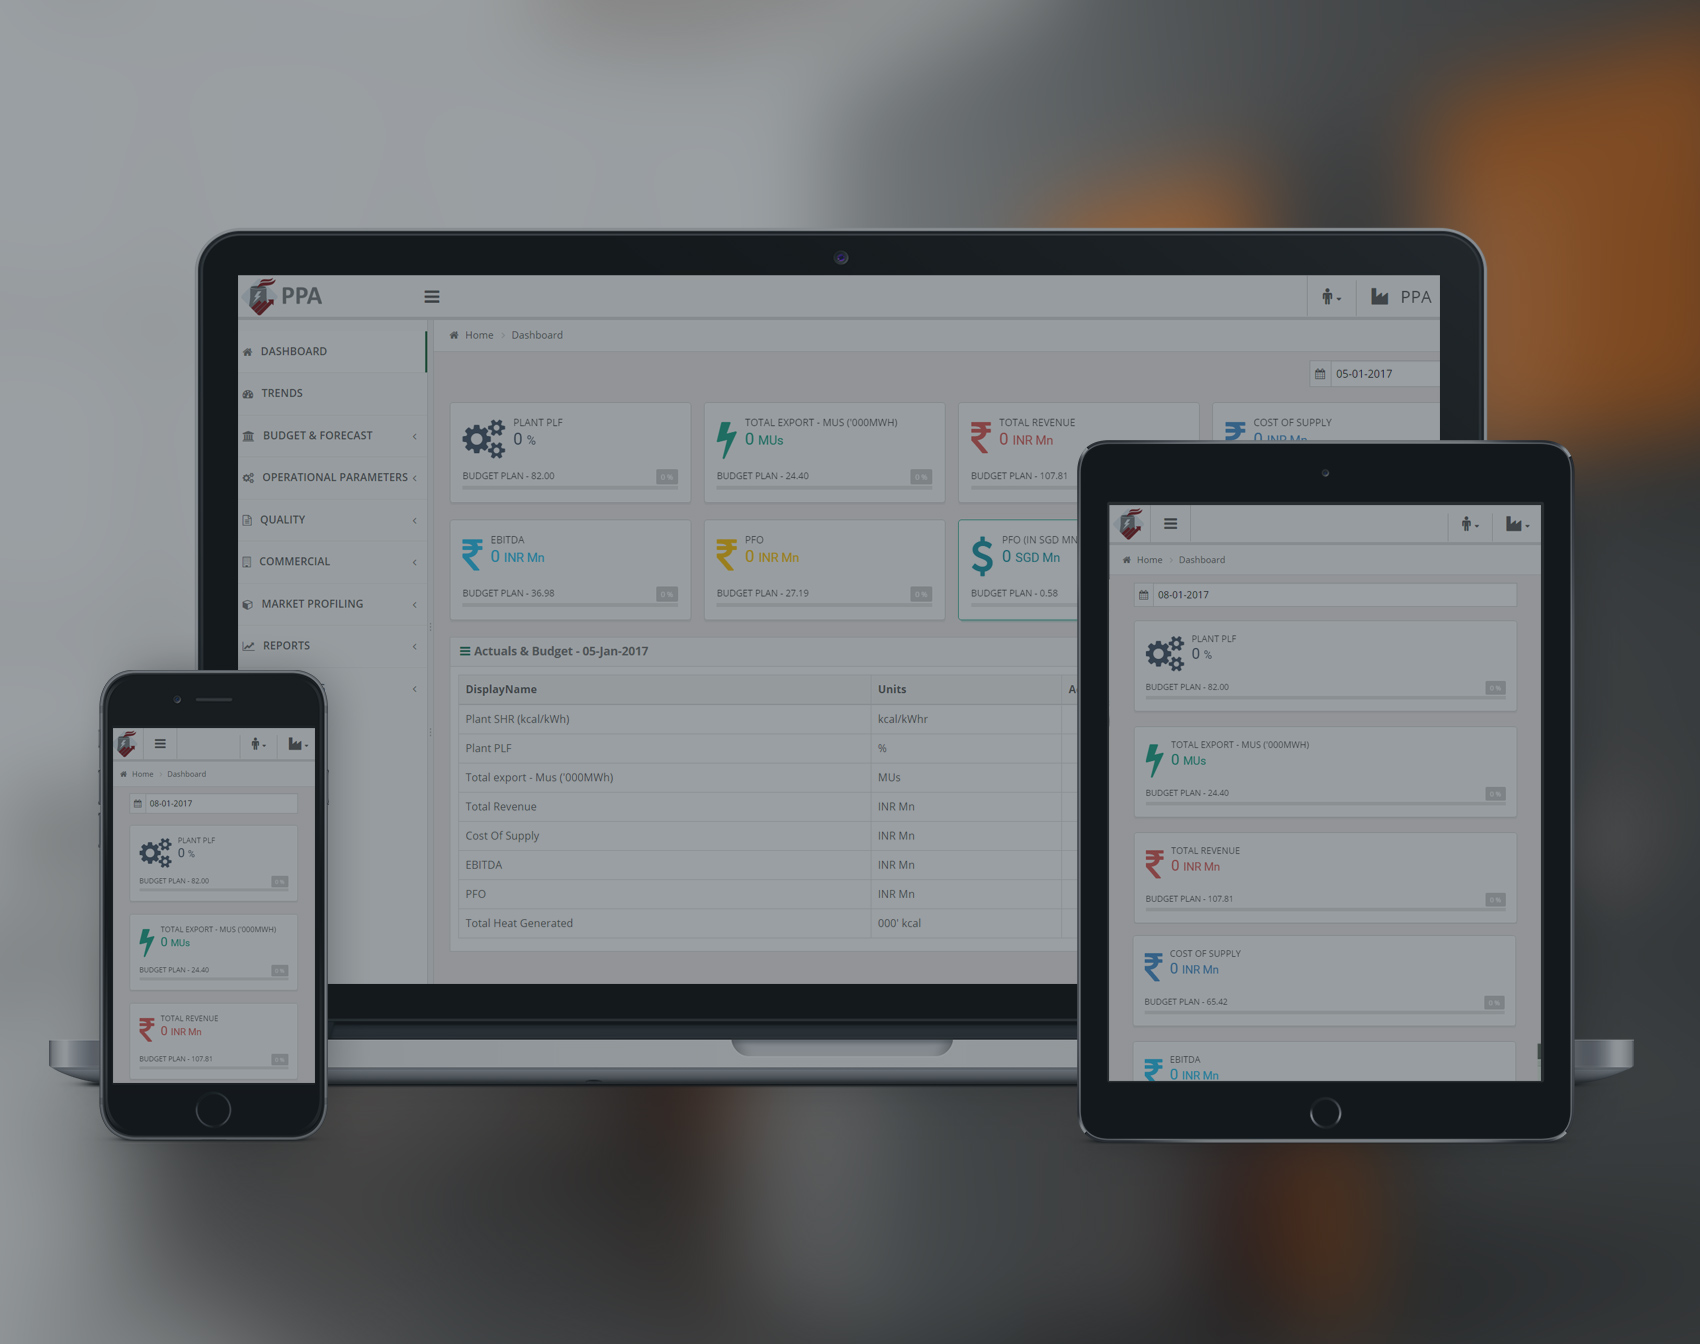 PPA
PPA
Home > Dashboard
05-01-2017
DASHBOARD
TRENDS
BUDGET & FORECAST
OPERATIONAL PARAMETERS
QUALITY
COMMERCIAL
MARKET PROFILING
REPORTS
PLANT PLF
0 %
BUDGET PLAN - 82.00
0 %
TOTAL EXPORT - MUS ('000MWH)
0 MUs
BUDGET PLAN - 24.40
0 %
TOTAL REVENUE
0 INR Mn
BUDGET PLAN - 107.81
COST OF SUPPLY
0 INR Mn
EBITDA
0 INR Mn
BUDGET PLAN - 36.98
0 %
PFO
0 INR Mn
BUDGET PLAN - 27.19
0 %
PFO (IN SGD MN
0 SGD Mn
BUDGET PLAN - 0.58
Actuals & Budget - 05-Jan-2017
DisplayName Units A
Plant SHR (kcal/kWh) kcal/kWhr
Plant PLF %
Total export - Mus ('000MWh) MUs
Total Revenue INR Mn
Cost Of Supply INR Mn
EBITDA INR Mn
PFO INR Mn
Total Heat Generated 000' kcal
Home > Dashboard
08-01-2017
PLANT PLF
0 %
BUDGET PLAN - 82.00
0 %
TOTAL EXPORT - MUS ('000MWH)
0 MUs
BUDGET PLAN - 24.40
0 %
TOTAL REVENUE
0 INR Mn
BUDGET PLAN - 107.81
0 %
Home > Dashboard
08-01-2017
PLANT PLF
0 %
BUDGET PLAN - 82.00
0 %
TOTAL EXPORT - MUS ('000MWH)
0 MUs
BUDGET PLAN - 24.40
0 %
TOTAL REVENUE
0 INR Mn
BUDGET PLAN - 107.81
0 %
COST OF SUPPLY
0 INR Mn
BUDGET PLAN - 65.42
0 %
EBITDA
0 INR Mn